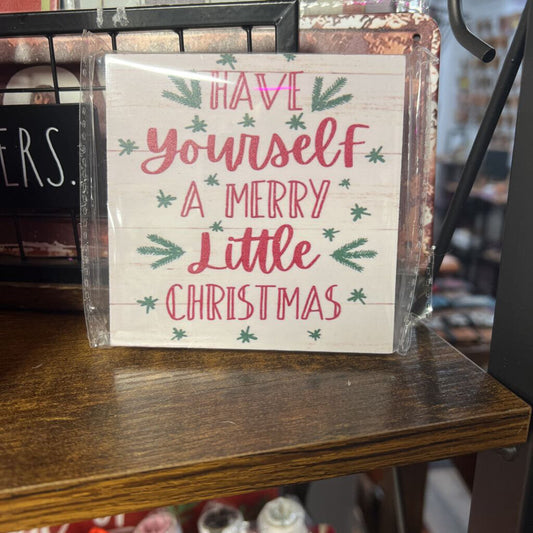 HAVE
Yourself
A MERRY
Little
CHRISTMAS
ERS.